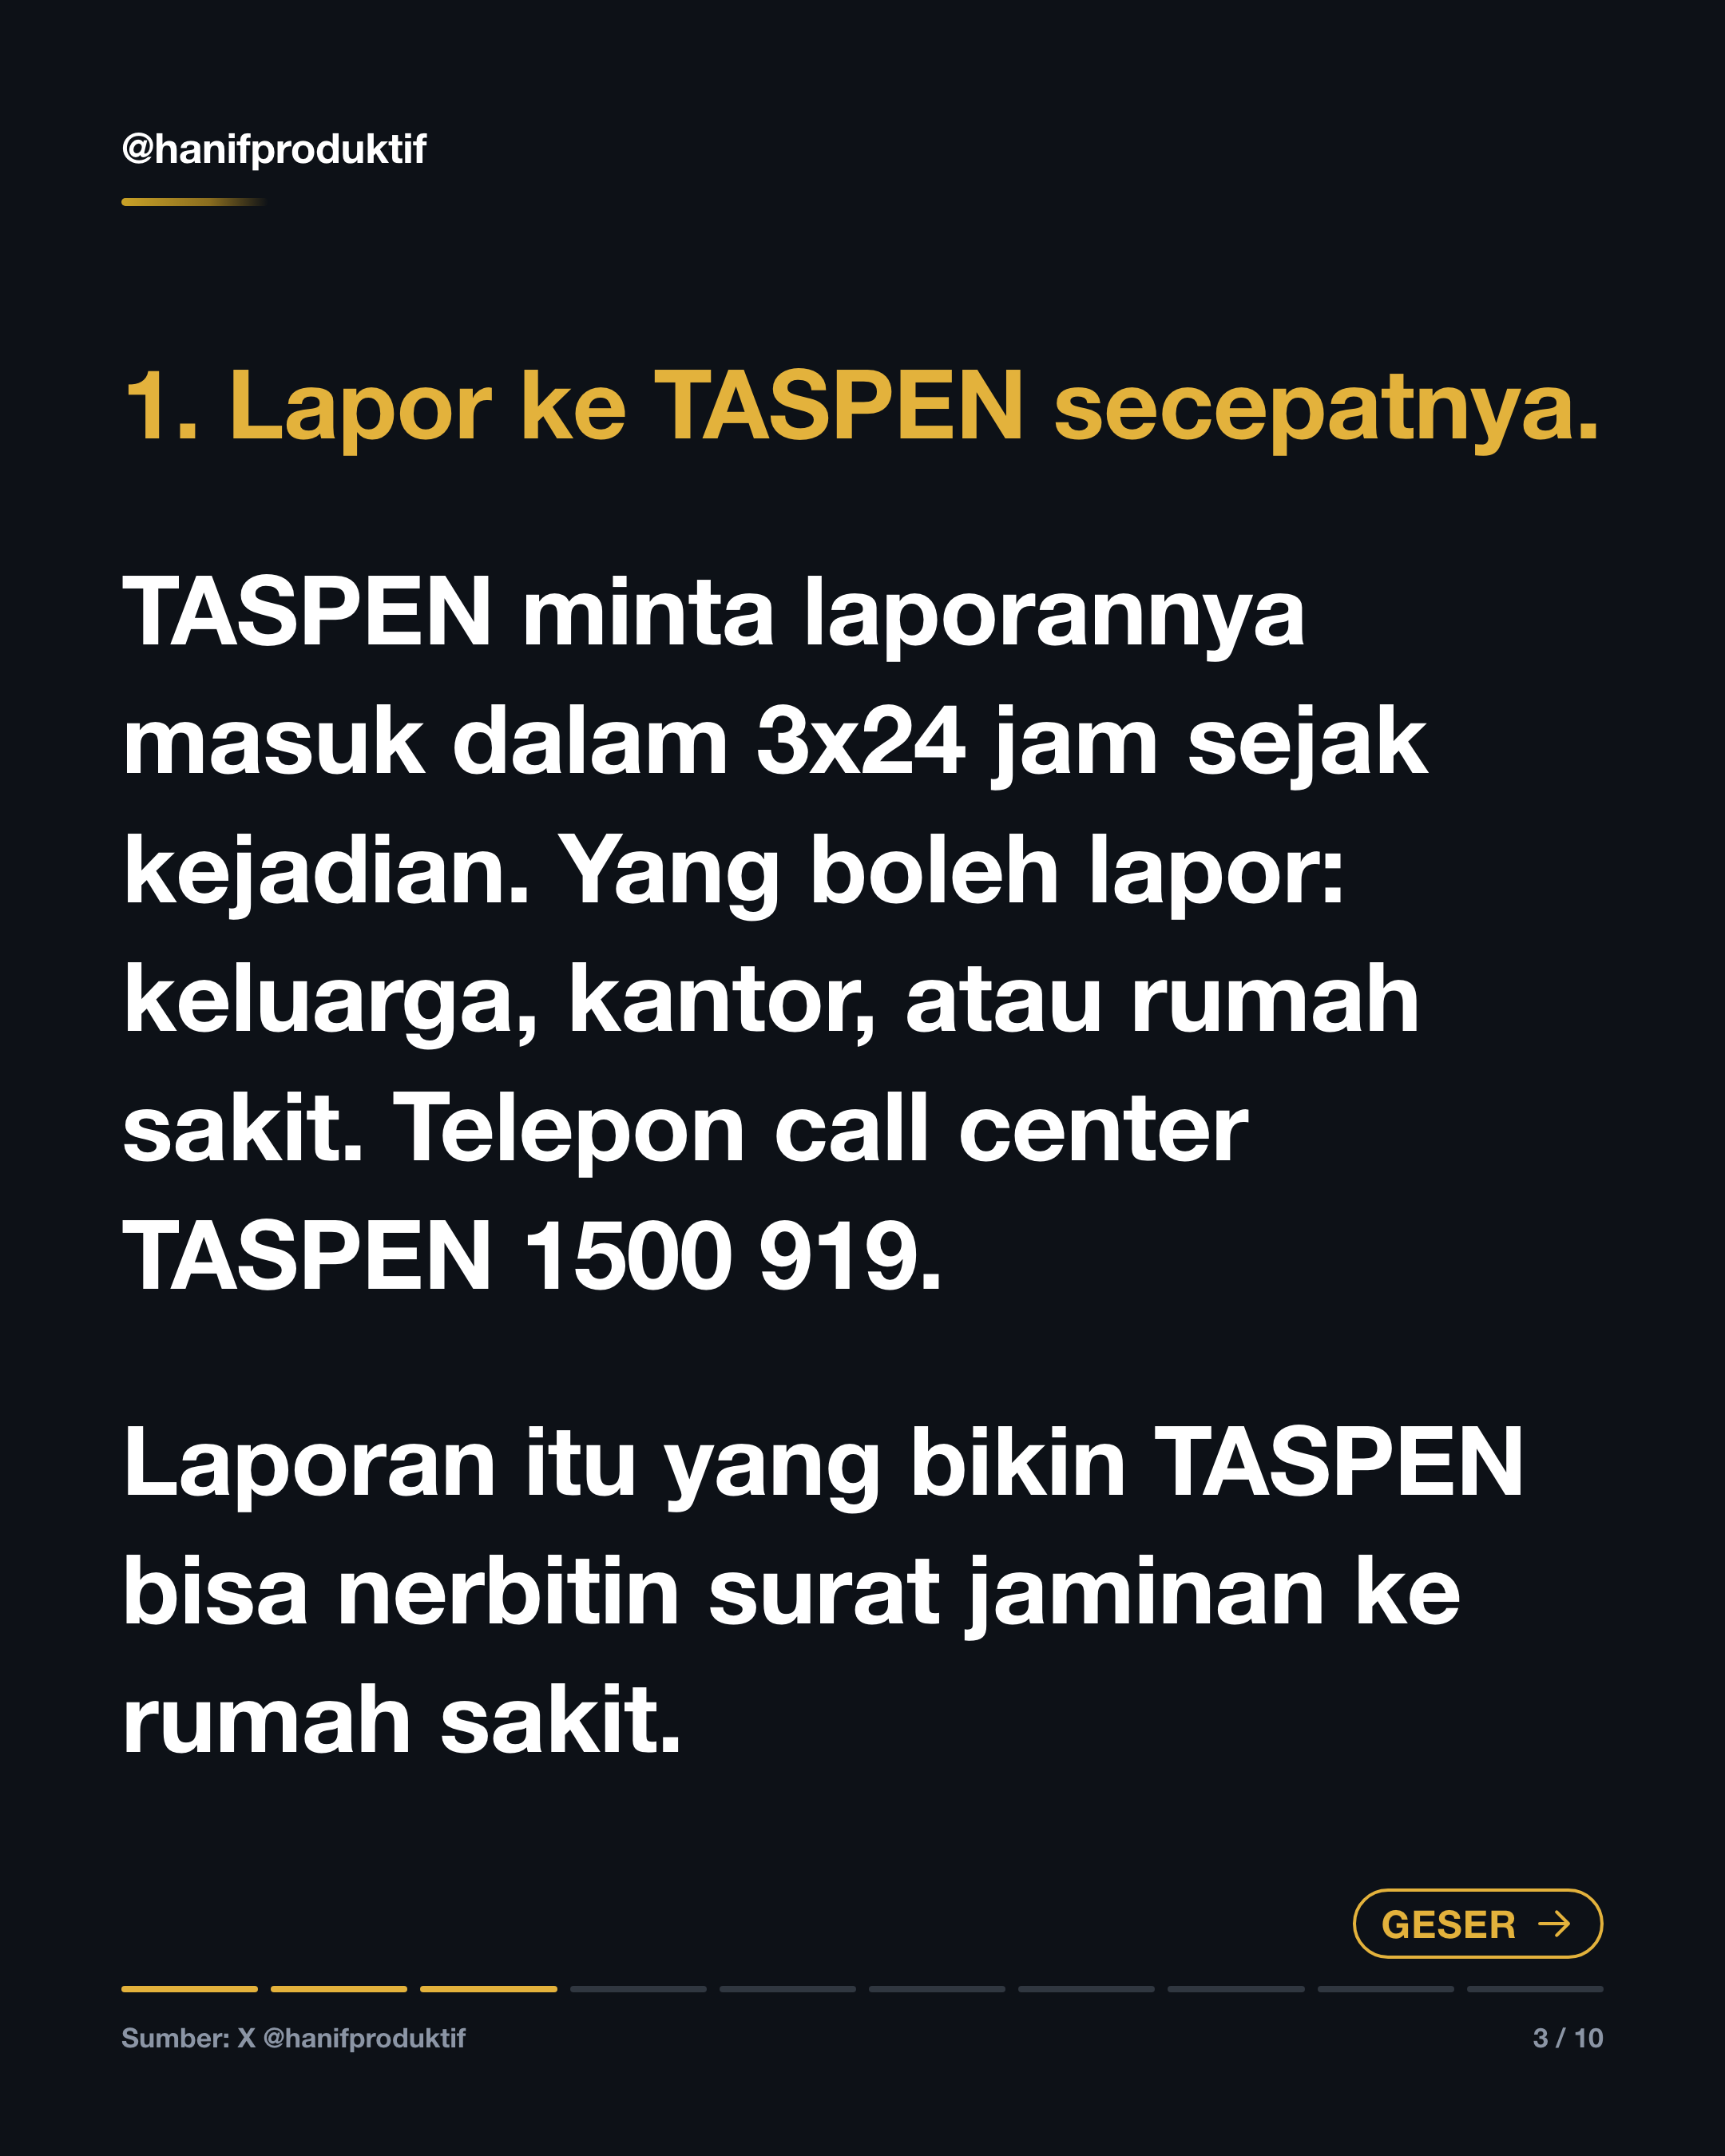 @hanifproduktif
1. Lapor ke TASPEN secepatnya.
TASPEN minta laporannya
masuk dalam 3x24 jam sejak
kejadian. Yang boleh lapor:
keluarga, kantor, atau rumah
sakit. Telepon call center
TASPEN 1500 919.
Laporan itu yang bikin TASPEN
bisa nerbitin surat jaminan ke
rumah sakit.
GESER →
Sumber: X @hanifproduktif
3 / 10